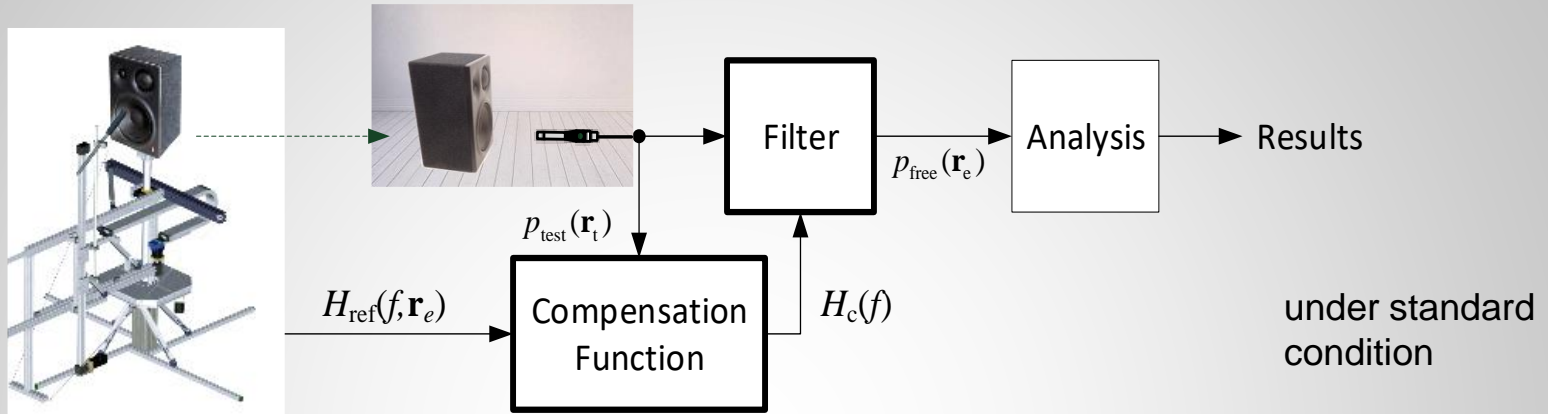 Filter
Analysis
Results
p_free(r_e)
p_test(r_t)
H_ref(f,r_e)
Compensation
Function
H_c(f)
under standard
condition